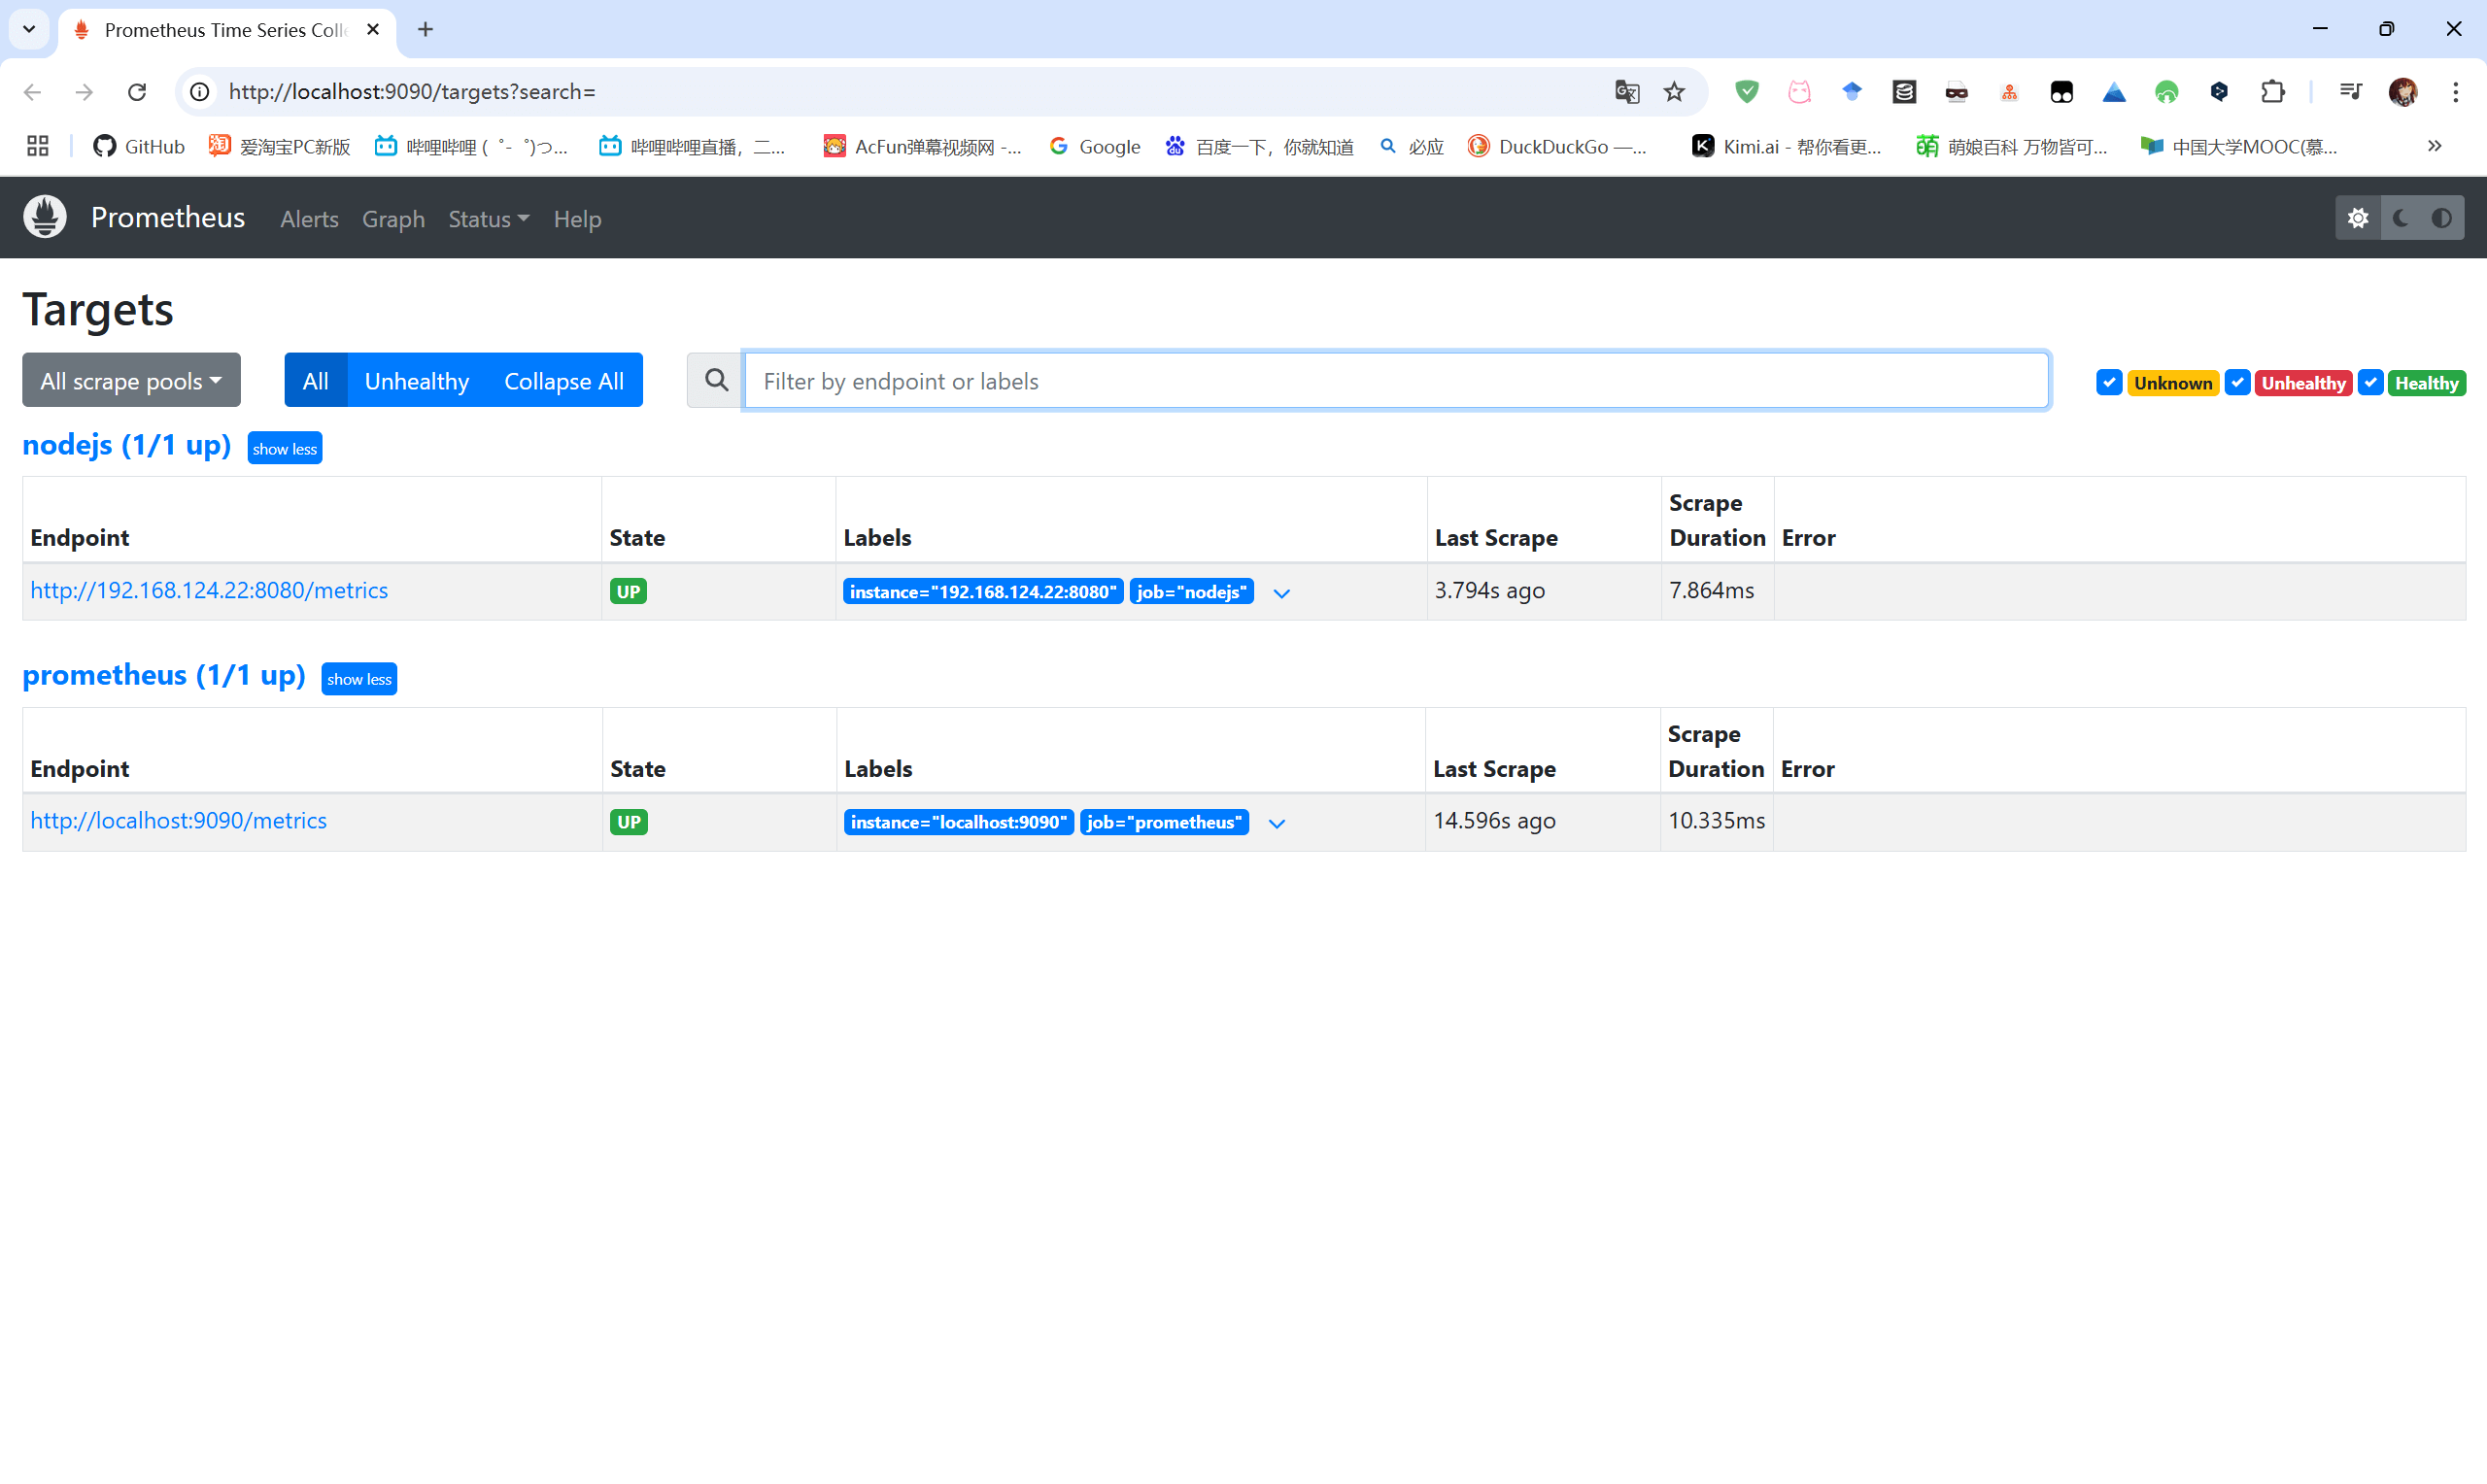 Prometheus Time Series Colle
http://localhost:9090/targets?search=
GitHub 爱淘宝PC新版 哔哩哔哩 (゜-゜)つ... 哔哩哔哩直播，二... AcFun弹幕视频网 -... Google 百度一下，你就知道 必应 DuckDuckGo —... Kimi.ai - 帮你看更... 萌娘百科 万物皆可... 中国大学MOOC(慕...
Prometheus Alerts Graph Status Help
Targets
All scrape pools All Unhealthy Collapse All Filter by endpoint or labels Unknown Unhealthy Healthy
nodejs (1/1 up) show less
Endpoint State Labels Last Scrape Scrape Duration Error
http://192.168.124.22:8080/metrics UP instance="192.168.124.22:8080" job="nodejs" 3.794s ago 7.864ms
prometheus (1/1 up) show less
Endpoint State Labels Last Scrape Scrape Duration Error
http://localhost:9090/metrics UP instance="localhost:9090" job="prometheus" 14.596s ago 10.335ms